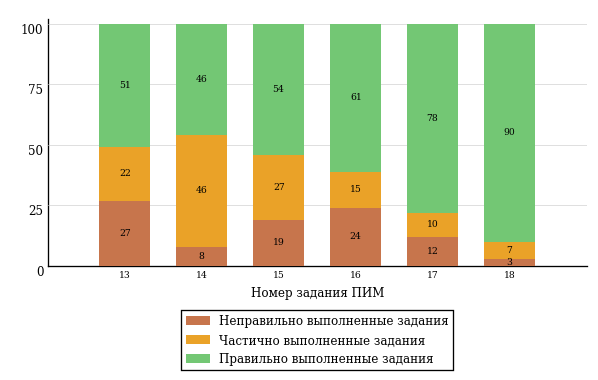 100
51 46 54 61 78 90
75
50
22 46 27 15 10 7
25
27 8 19 24 12 3
0
13 14 15 16 17 18
Номер задания ПИМ
Неправильно выполненные задания
Частично выполненные задания
Правильно выполненные задания